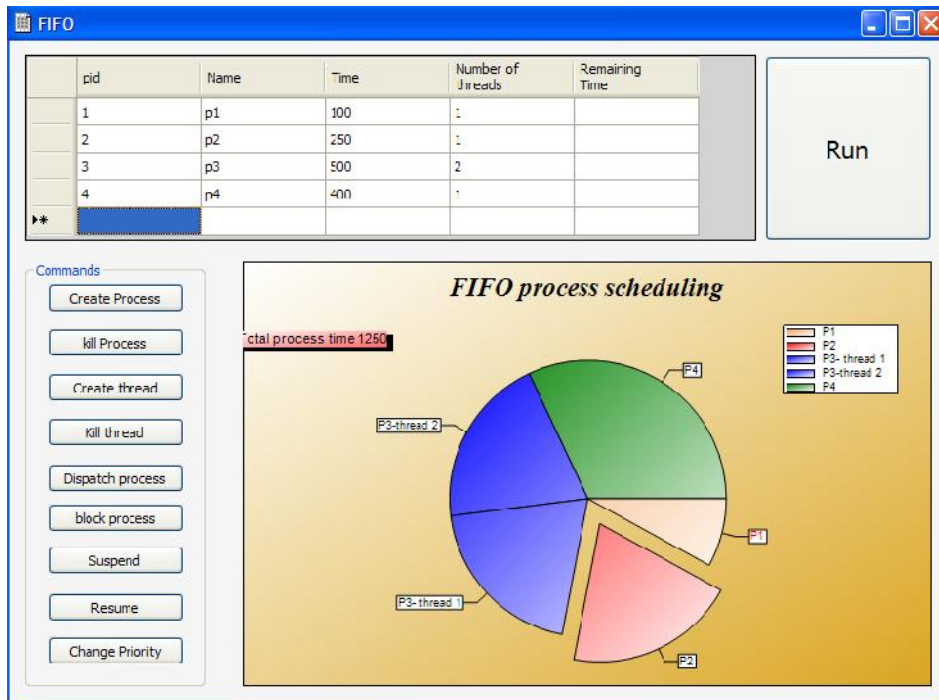 FIFO
pid Name Time Number of threads Remaining Time
1 p1 100 1
2 p2 250 1
3 p3 500 2
4 p4 400 1
Run
Commands
Create Process
kill Process
Create thread
Kill thread
Dispatch process
block process
Suspend
Resume
Change Priority
FIFO process scheduling
Total process time 1250
P1
P2
P3- thread 1
P3-thread 2
P4
P4
P3-thread 2
P1
P3- thread 1
P2